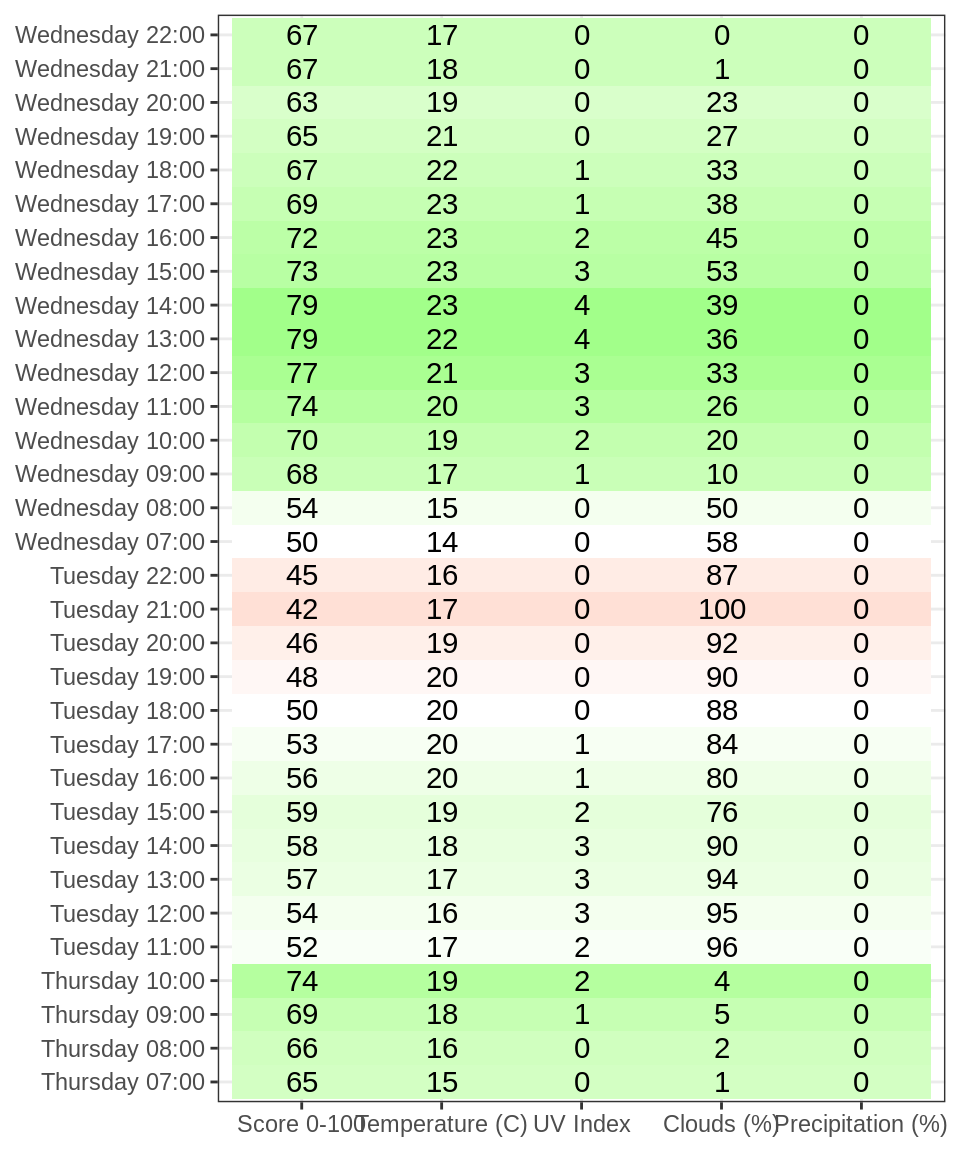 Wednesday 22:00 67 17 0 0 0
Wednesday 21:00 67 18 0 1 0
Wednesday 20:00 63 19 0 23 0
Wednesday 19:00 65 21 0 27 0
Wednesday 18:00 67 22 1 33 0
Wednesday 17:00 69 23 1 38 0
Wednesday 16:00 72 23 2 45 0
Wednesday 15:00 73 23 3 53 0
Wednesday 14:00 79 23 4 39 0
Wednesday 13:00 79 22 4 36 0
Wednesday 12:00 77 21 3 33 0
Wednesday 11:00 74 20 3 26 0
Wednesday 10:00 70 19 2 20 0
Wednesday 09:00 68 17 1 10 0
Wednesday 08:00 54 15 0 50 0
Wednesday 07:00 50 14 0 58 0
Tuesday 22:00 45 16 0 87 0
Tuesday 21:00 42 17 0 100 0
Tuesday 20:00 46 19 0 92 0
Tuesday 19:00 48 20 0 90 0
Tuesday 18:00 50 20 0 88 0
Tuesday 17:00 53 20 1 84 0
Tuesday 16:00 56 20 1 80 0
Tuesday 15:00 59 19 2 76 0
Tuesday 14:00 58 18 3 90 0
Tuesday 13:00 57 17 3 94 0
Tuesday 12:00 54 16 3 95 0
Tuesday 11:00 52 17 2 96 0
Thursday 10:00 74 19 2 4 0
Thursday 09:00 69 18 1 5 0
Thursday 08:00 66 16 0 2 0
Thursday 07:00 65 15 0 1 0
Score 0-100 Temperature (C) UV Index Clouds (%) Precipitation (%)